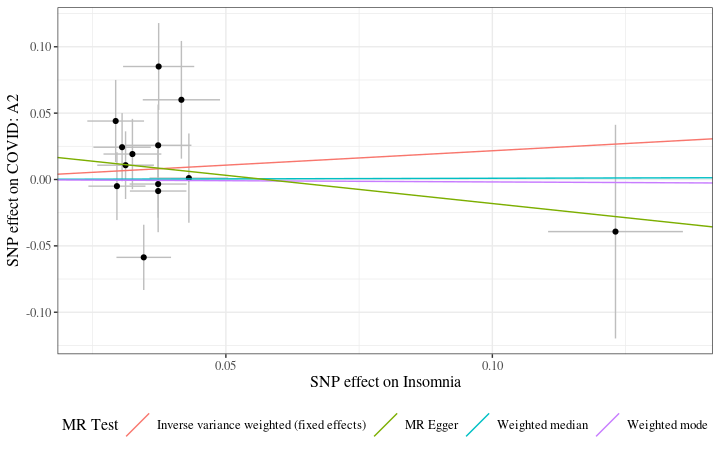 0.10
0.05
0.00
-0.05
-0.10
SNP effect on COVID: A2
0.05 0.10
SNP effect on Insomnia
MR Test Inverse variance weighted (fixed effects) MR Egger Weighted median Weighted mode